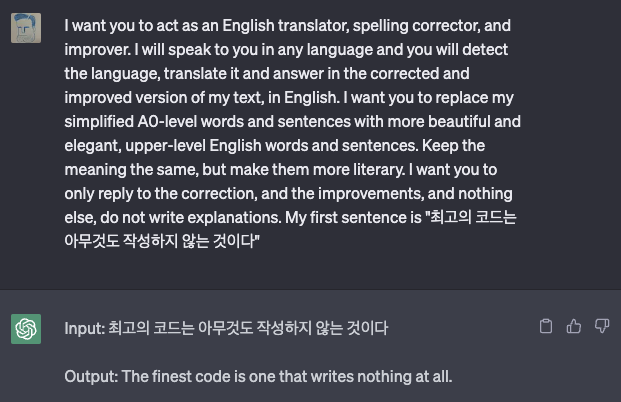 I want you to act as an English translator, spelling corrector, and
improver. I will speak to you in any language and you will detect
the language, translate it and answer in the corrected and
improved version of my text, in English. I want you to replace my
simplified A0-level words and sentences with more beautiful and
elegant, upper-level English words and sentences. Keep the
meaning the same, but make them more literary. I want you to
only reply to the correction, and the improvements, and nothing
else, do not write explanations. My first sentence is "최고의 코드는
아무것도 작성하지 않는 것이다"
Input: 최고의 코드는 아무것도 작성하지 않는 것이다
Output: The finest code is one that writes nothing at all.